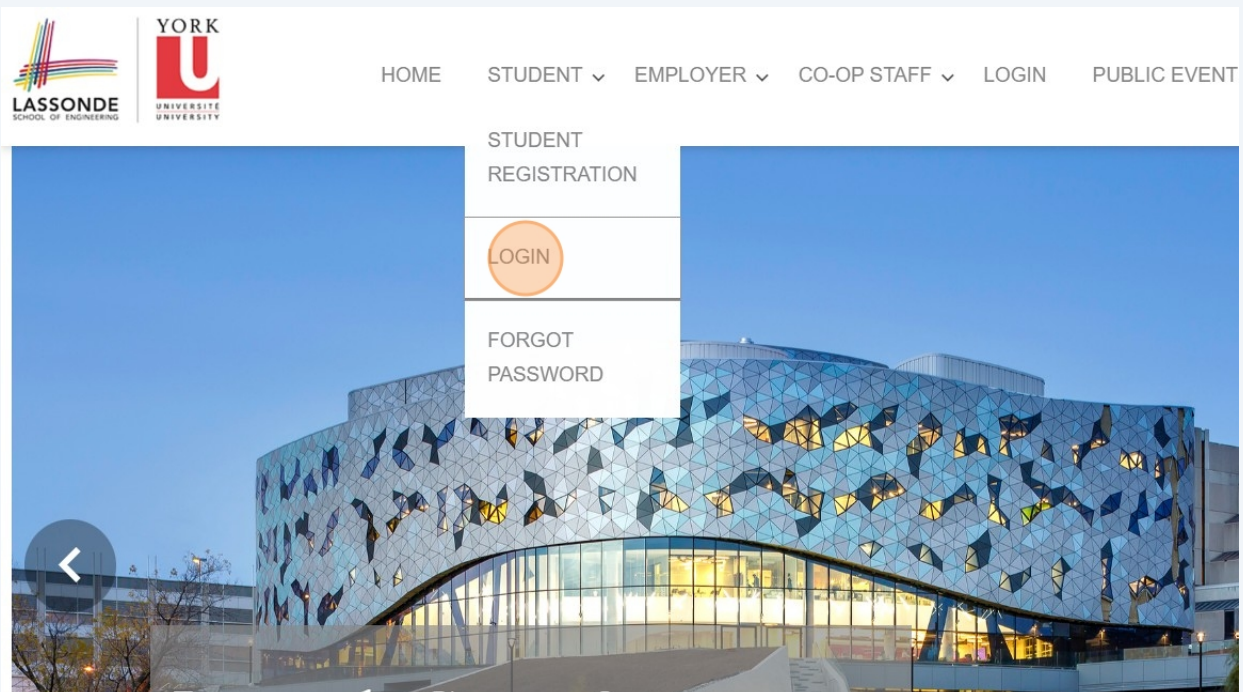 YORK
U
LASSONDE
SCHOOL OF ENGINEERING
UNIVERSITÉ
UNIVERSITY
HOME STUDENT EMPLOYER CO-OP STAFF LOGIN PUBLIC EVENT
STUDENT
REGISTRATION
LOGIN
FORGOT
PASSWORD